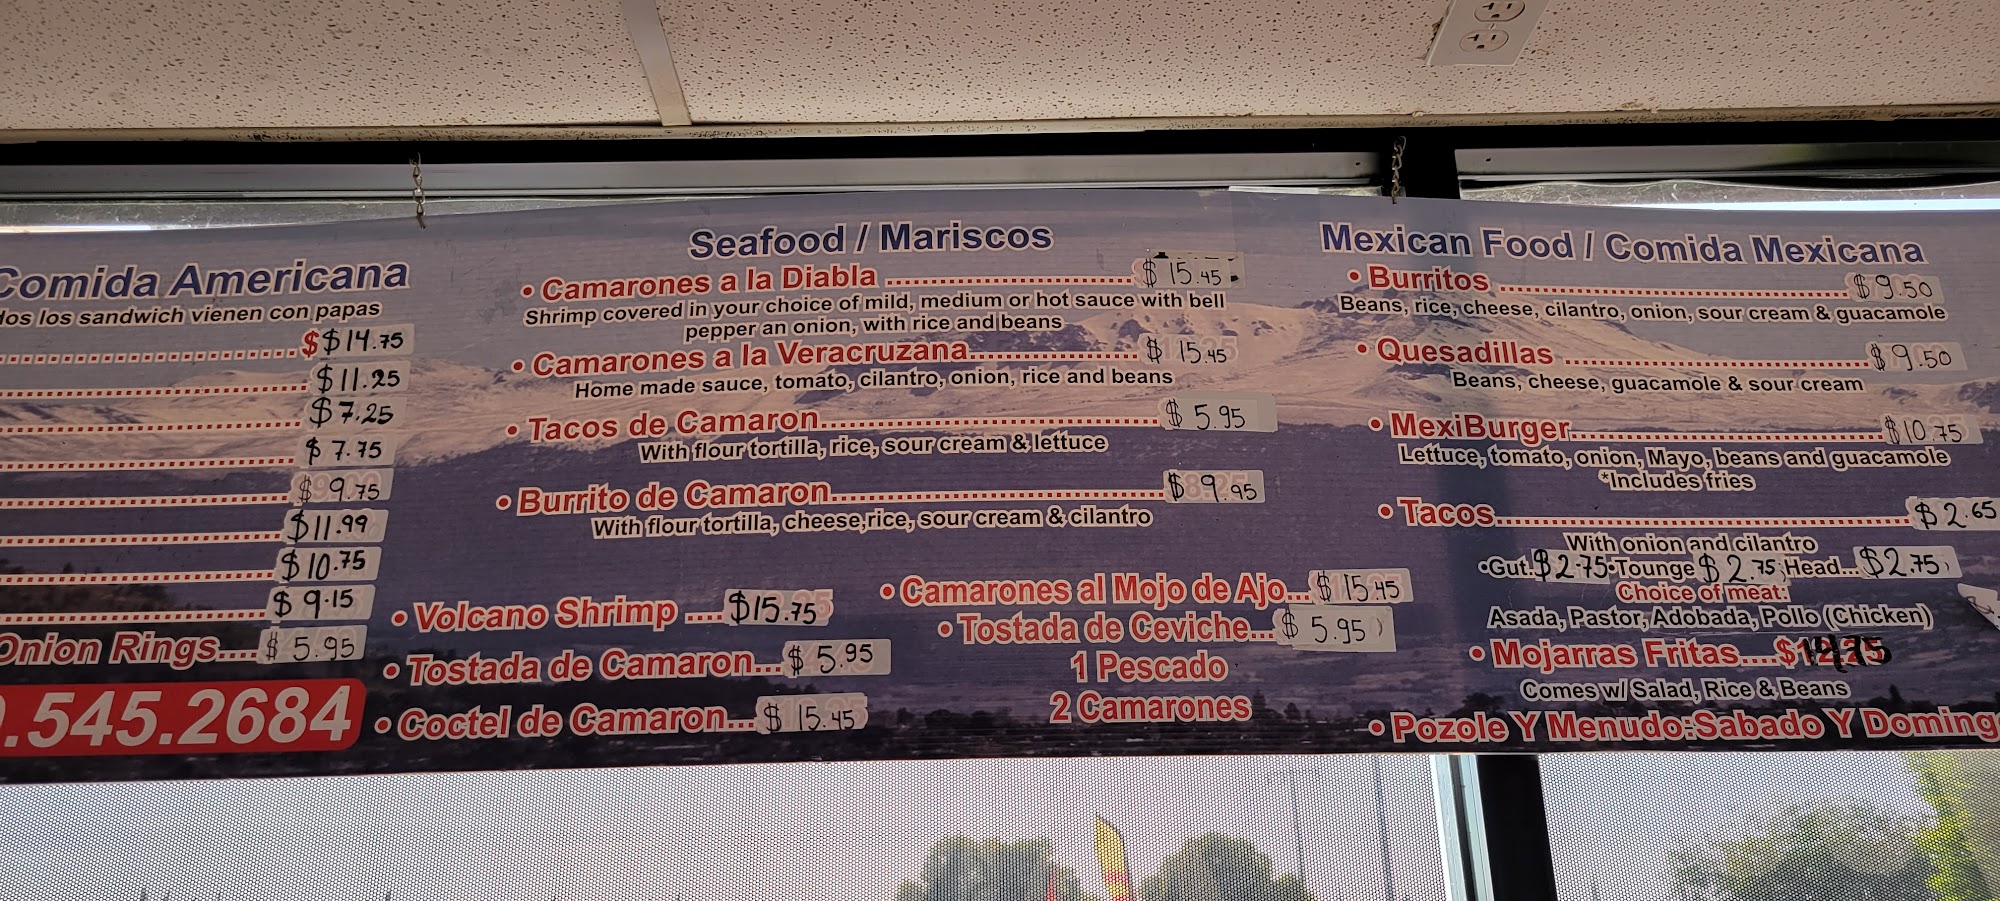 Comida Americana
dos los sandwich vienen con papas
$$14.75
$11.25
$7.25
$7.75
$9.75
$11.99
$10.75
$9.15
Onion Rings....$5.95
.545.2684
Seafood / Mariscos
• Camarones a la Diabla $15.45
Shrimp covered in your choice of mild, medium or hot sauce with bell
pepper an onion, with rice and beans
• Camarones a la Veracruzana $15.45
Home made sauce, tomato, cilantro, onion, rice and beans
• Tacos de Camaron $5.95
With flour tortilla, rice, sour cream & lettuce
• Burrito de Camaron $9.95
With flour tortilla, cheese,rice, sour cream & cilantro
• Volcano Shrimp ....$15.75
• Tostada de Camaron...$5.95
• Coctel de Camaron...$15.45
• Camarones al Mojo de Ajo...$15.45
• Tostada de Ceviche...$5.95
1 Pescado
2 Camarones
Mexican Food / Comida Mexicana
• Burritos $9.50
Beans, rice, cheese, cilantro, onion, sour cream & guacamole
• Quesadillas $9.50
Beans, cheese, guacamole & sour cream
• MexiBurger $10.75
Lettuce, tomato, onion, Mayo, beans and guacamole
*Includes fries
• Tacos $2.65
With onion and cilantro
•Gut.$2.75•Tounge $2.75,Head...$2.75
Choice of meat:
Asada, Pastor, Adobada, Pollo (Chicken)
• Mojarras Fritas....$14.75
Comes w/ Salad, Rice & Beans
• Pozole Y Menudo:Sabado Y Doming